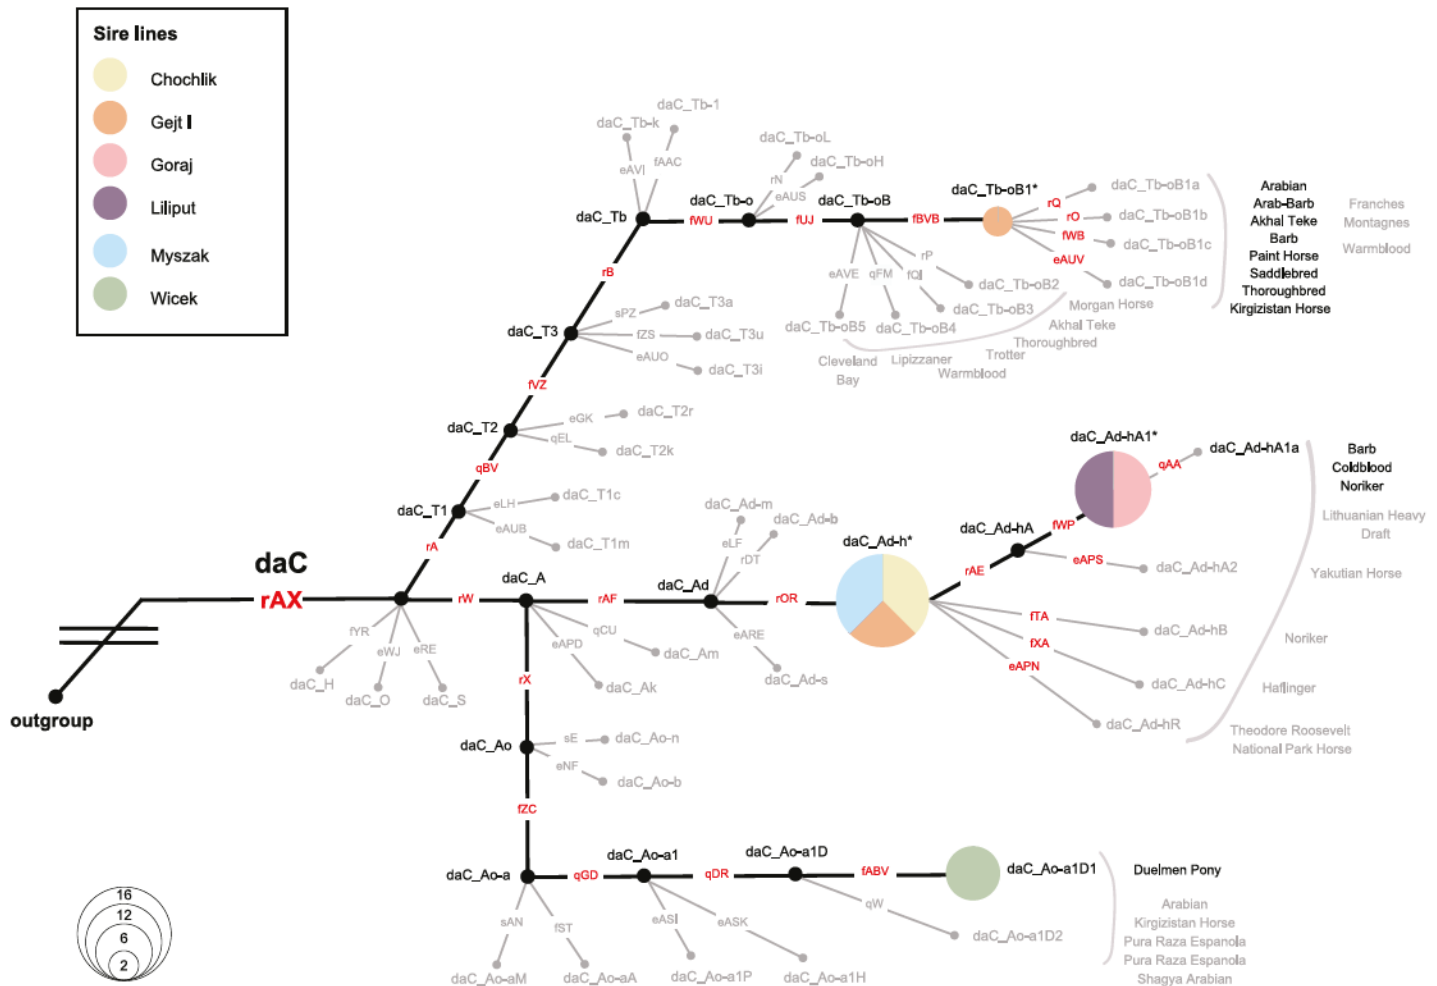 Sire lines
Chochlik
Gejt I
Goraj
Liliput
Myszak
Wicek
daC_Tb-1
daC_Tb-k
fAAC
eAVI
daC_Tb-oL
daC_Tb-oH
rN
eAUS
daC_Tb
fWU
daC_Tb-o
fUJ
daC_Tb-oB
fBVB
daC_Tb-oB1*
rQ
daC_Tb-oB1a
rO
daC_Tb-oB1b
fWB
daC_Tb-oB1c
eAUV
daC_Tb-oB1d
Arabian
Arab-Barb
Akhal Teke
Barb
Paint Horse
Saddlebred
Thoroughbred
Kirgizistan Horse
Franches
Montagnes
Warmblood
eAVE
qFM
fQI
rP
daC_Tb-oB2
daC_Tb-oB3
daC_Tb-oB4
daC_Tb-oB5
Morgan Horse
Akhal Teke
Thoroughbred
Trotter
Lipizzaner
Warmblood
Cleveland
Bay
rB
daC_T3
sPZ
daC_T3a
fZS
daC_T3u
eAUO
daC_T3i
fVZ
daC_T2
eGK
daC_T2r
qEL
daC_T2k
qBV
daC_T1
eLH
daC_T1c
eAUB
daC_T1m
rA
daC
rAX
outgroup
fYR
eWJ
eRE
daC_H
daC_O
daC_S
rW
daC_A
qCU
daC_Am
eAPD
daC_Ak
rAF
daC_Ad
daC_Ad-m
daC_Ad-b
eLF
rDT
eARE
daC_Ad-s
rOR
daC_Ad-h*
rAE
daC_Ad-hA
fWP
daC_Ad-hA1*
qAA
daC_Ad-hA1a
eAPS
daC_Ad-hA2
fTA
daC_Ad-hB
fXA
daC_Ad-hC
eAPN
daC_Ad-hR
Barb
Coldblood
Noriker
Lithuanian Heavy
Draft
Yakutian Horse
Noriker
Haflinger
Theodore Roosevelt
National Park Horse
rX
daC_Ao
sE
daC_Ao-n
eNF
daC_Ao-b
fZC
daC_Ao-a
sAN
daC_Ao-aM
fST
daC_Ao-aA
qGD
daC_Ao-a1
eASI
daC_Ao-a1P
eASK
daC_Ao-a1H
qDR
daC_Ao-a1D
fABV
daC_Ao-a1D1
qW
daC_Ao-a1D2
Duelmen Pony
Arabian
Kirgizistan Horse
Pura Raza Espanola
Pura Raza Espanola
Shagya Arabian
16
12
6
2